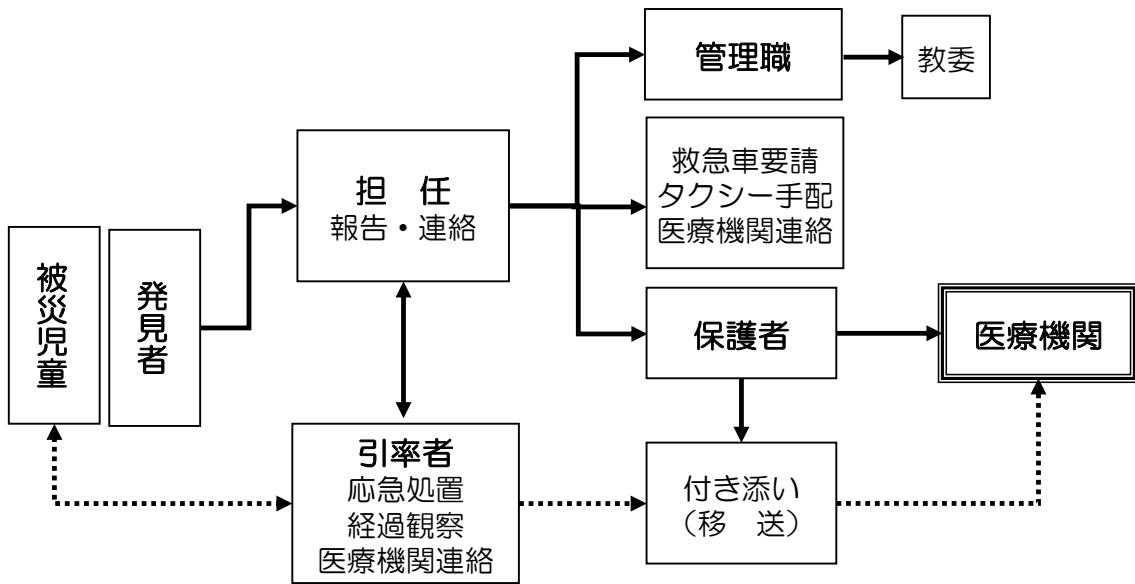 被災児童
発見者
担　任
報告・連絡
管理職
教委
救急車要請
タクシー手配
医療機関連絡
保護者
医療機関
引率者
応急処置
経過観察
医療機関連絡
付き添い
（移　送）